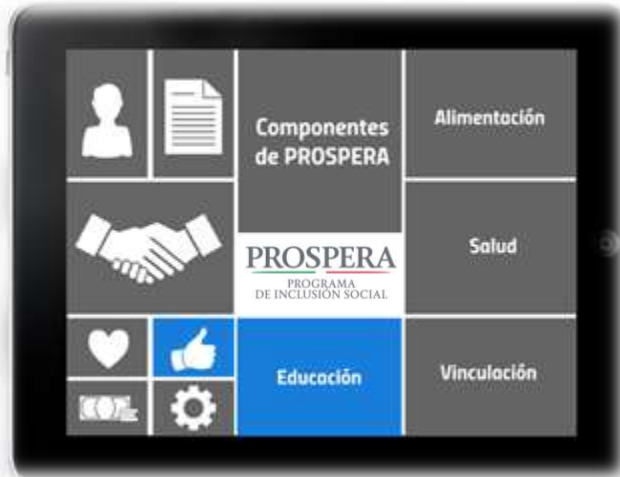 Componentes
de PROSPERA
Alimentación
PROSPERA
PROGRAMA
DE INCLUSIÓN SOCIAL
Salud
Educación
Vinculación